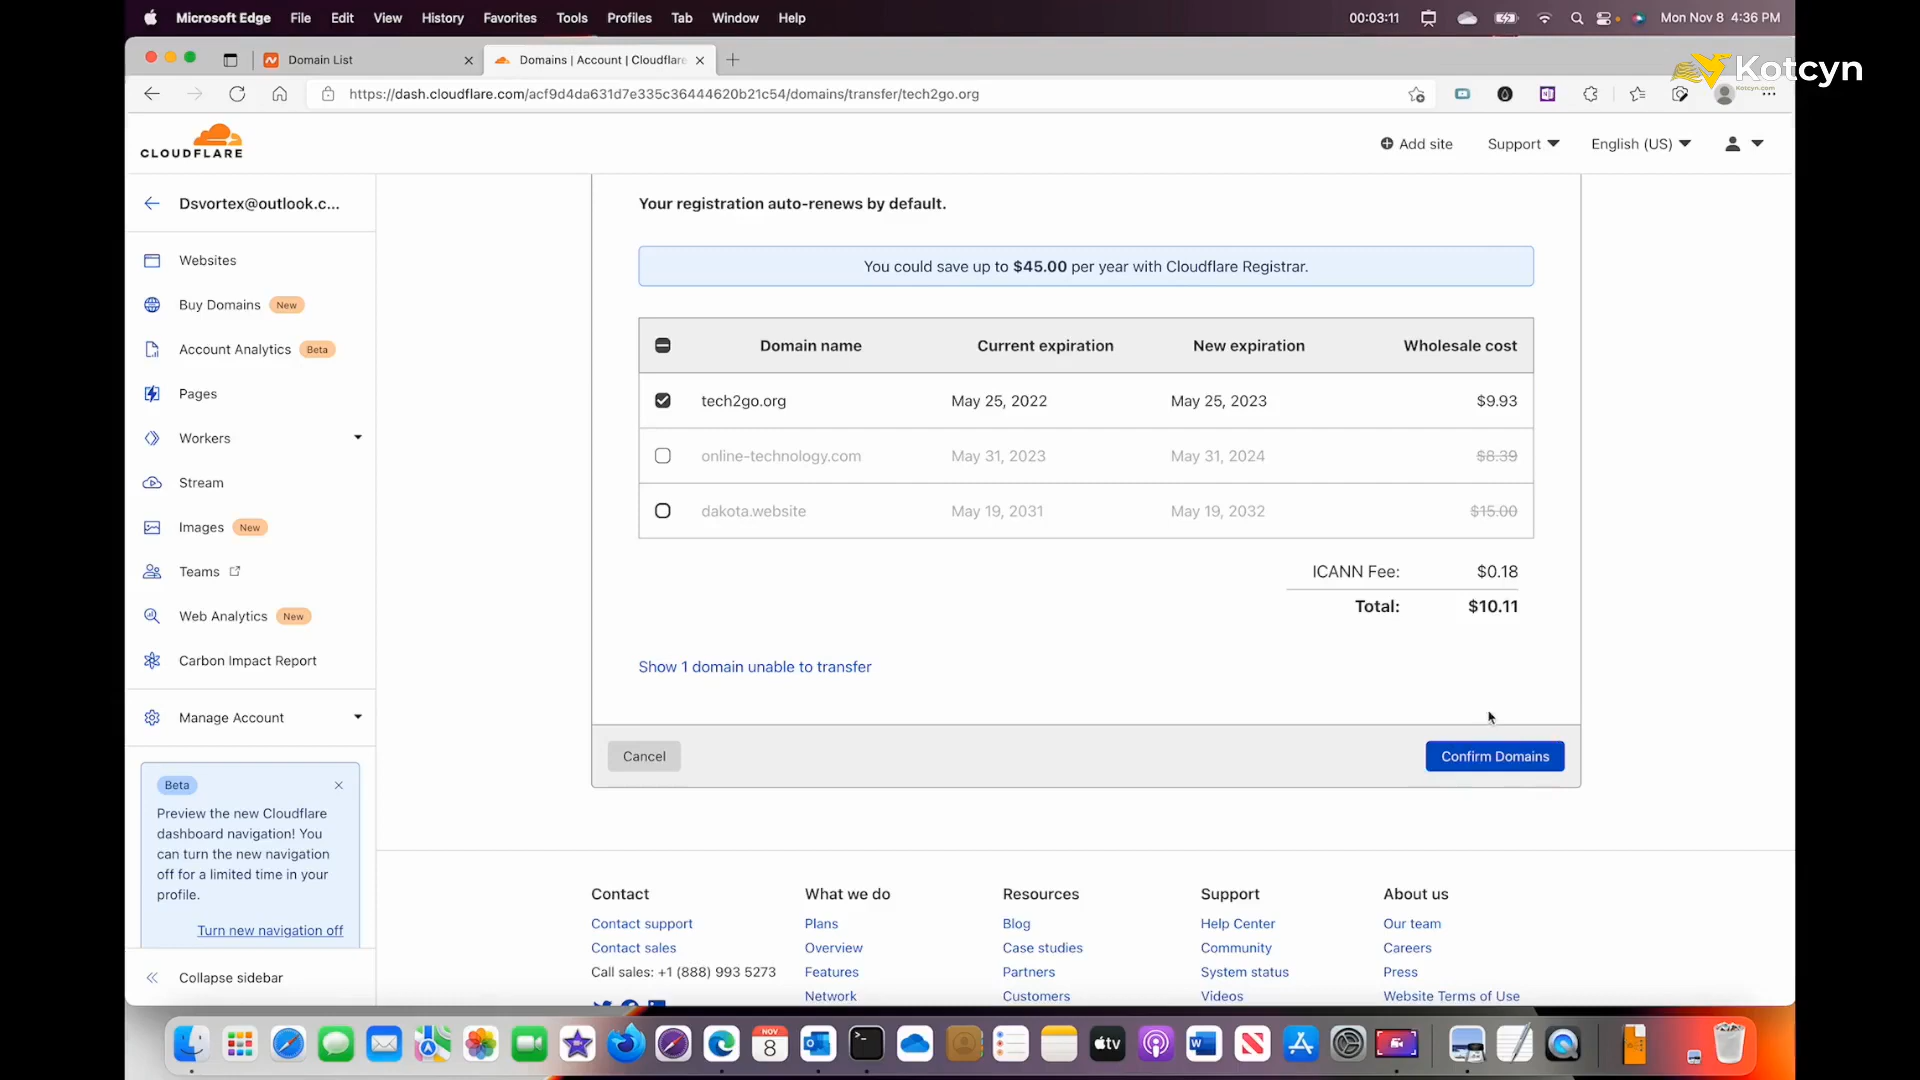 Microsoft Edge File Edit View History Favorites Tools Profiles Tab Window Help 00:03:11 Mon Nov 8 4:36 PM
Domain List Domains | Account | Cloudflare
Kotcyn
Kotcyn.com
https://dash.cloudflare.com/acf9d4da631d7e335c36444620b21c54/domains/transfer/tech2go.org
CLOUDFLARE
Add site Support English (US)
Dsvortex@outlook.c...
Websites
Buy Domains New
Account Analytics Beta
Pages
Workers
Stream
Images New
Teams
Web Analytics New
Carbon Impact Report
Manage Account
Beta
Preview the new Cloudflare
dashboard navigation! You
can turn the new navigation
off for a limited time in your
profile.
Turn new navigation off
Collapse sidebar
Your registration auto-renews by default.
You could save up to $45.00 per year with Cloudflare Registrar.
Domain name Current expiration New expiration Wholesale cost
tech2go.org May 25, 2022 May 25, 2023 $9.93
online-technology.com May 31, 2023 May 31, 2024 $8.39
dakota.website May 19, 2031 May 19, 2032 $15.00
ICANN Fee: $0.18
Total: $10.11
Show 1 domain unable to transfer
Cancel Confirm Domains
Contact What we do Resources Support About us
Contact support Plans Blog Help Center Our team
Contact sales Overview Case studies Community Careers
Call sales: +1 (888) 993 5273 Features Partners System status Press
Network Customers Videos Website Terms of Use
NOV
8
tv
W